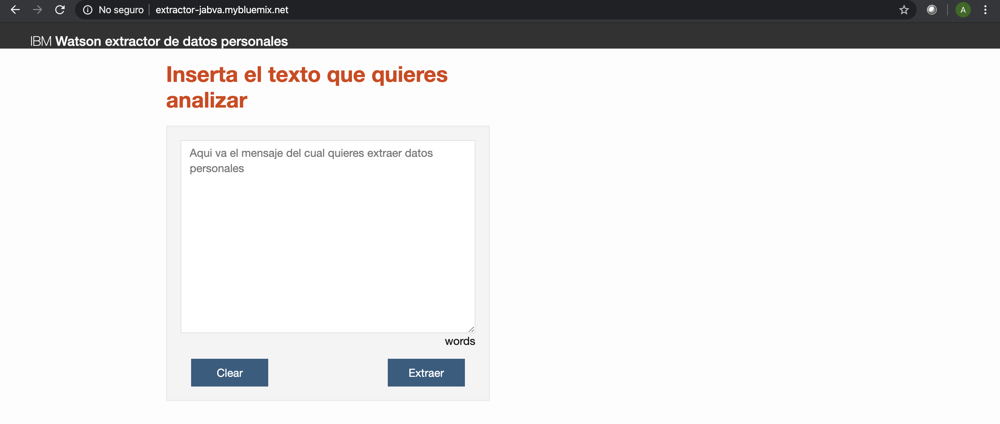 No seguro extractor-jabva.mybluemix.net A
IBM Watson extractor de datos personales
Inserta el texto que quieres
analizar
Aqui va el mensaje del cual quieres extraer datos
personales
words
Clear Extraer